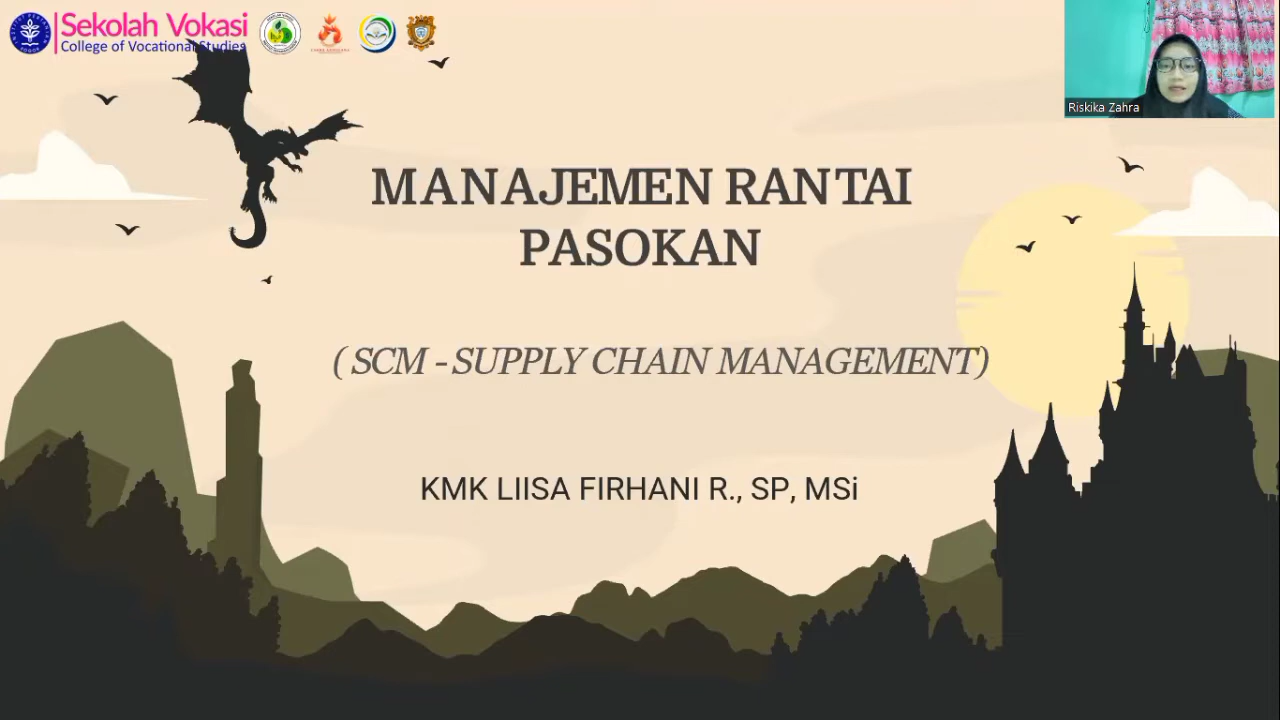 Sekolah Vokasi
College of Vocational Studies
Riskika Zahra
MANAJEMEN RANTAI
PASOKAN
( SCM - SUPPLY CHAIN MANAGEMENT)
KMK LIISA FIRHANI R., SP, MSi